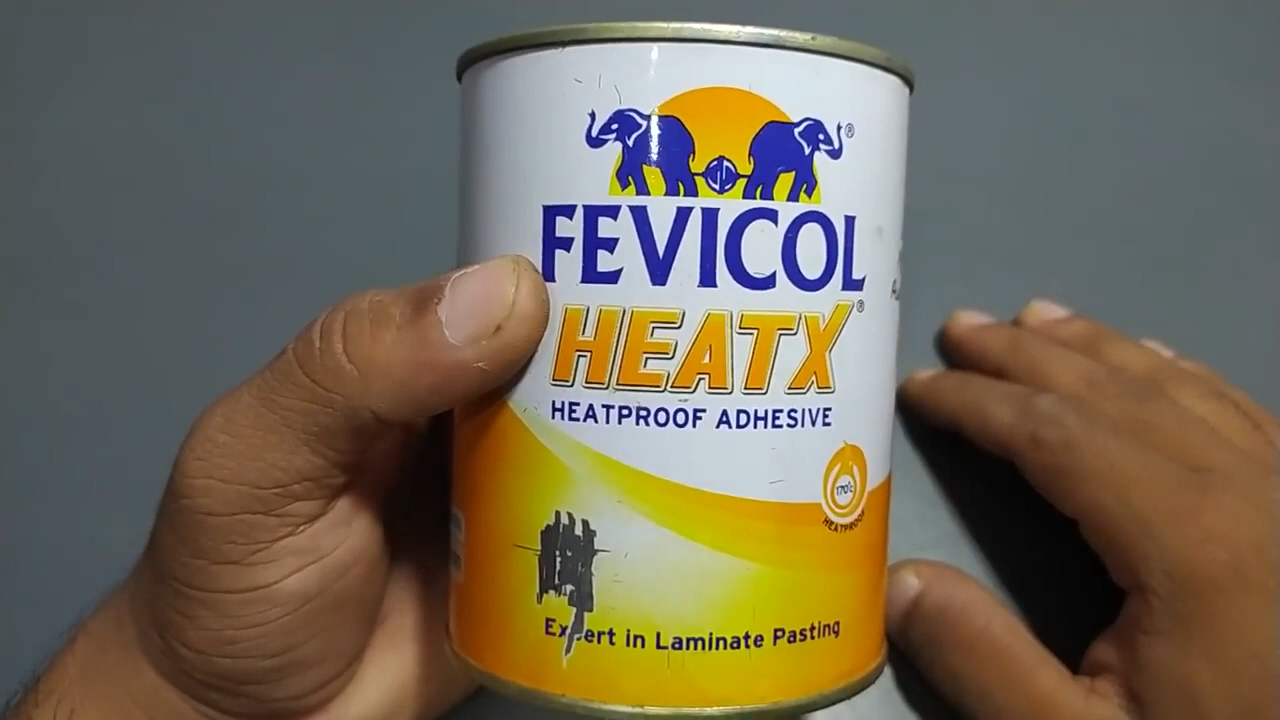 FEVICOL
HEATX®
HEATPROOF ADHESIVE
170°c
HEATPROOF
Expert in Laminate Pasting